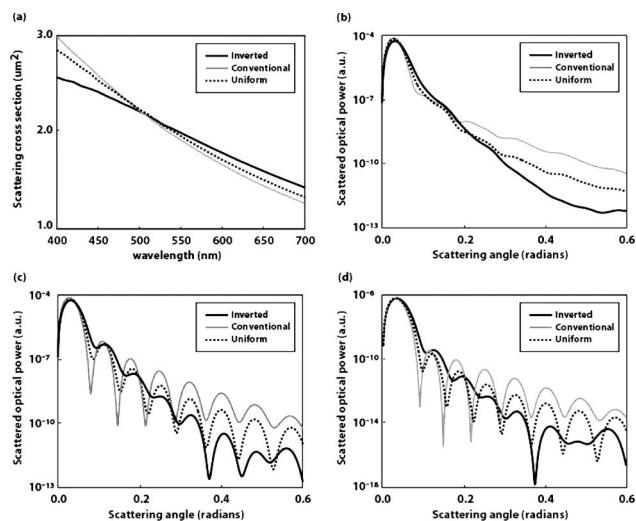 (a)
3.0
2.0
1.0
Scattering cross section (um²)
400 450 500 550 600 650 700
wavelength (nm)
Inverted
Conventional
Uniform
(b)
10⁻⁴
10⁻⁷
10⁻¹⁰
10⁻¹³
Scattered optical power (a.u.)
0.0 0.2 0.4 0.6
Scattering angle (radians)
Inverted
Conventional
Uniform
(c)
10⁻⁴
10⁻⁷
10⁻¹⁰
10⁻¹³
Scattered optical power (a.u.)
0.0 0.2 0.4 0.6
Scattering angle (radians)
Inverted
Conventional
Uniform
(d)
10⁻⁶
10⁻¹⁰
10⁻¹⁴
10⁻¹⁸
Scattered optical power (a.u.)
0.0 0.2 0.4 0.6
Scattering angle (radians)
Inverted
Conventional
Uniform